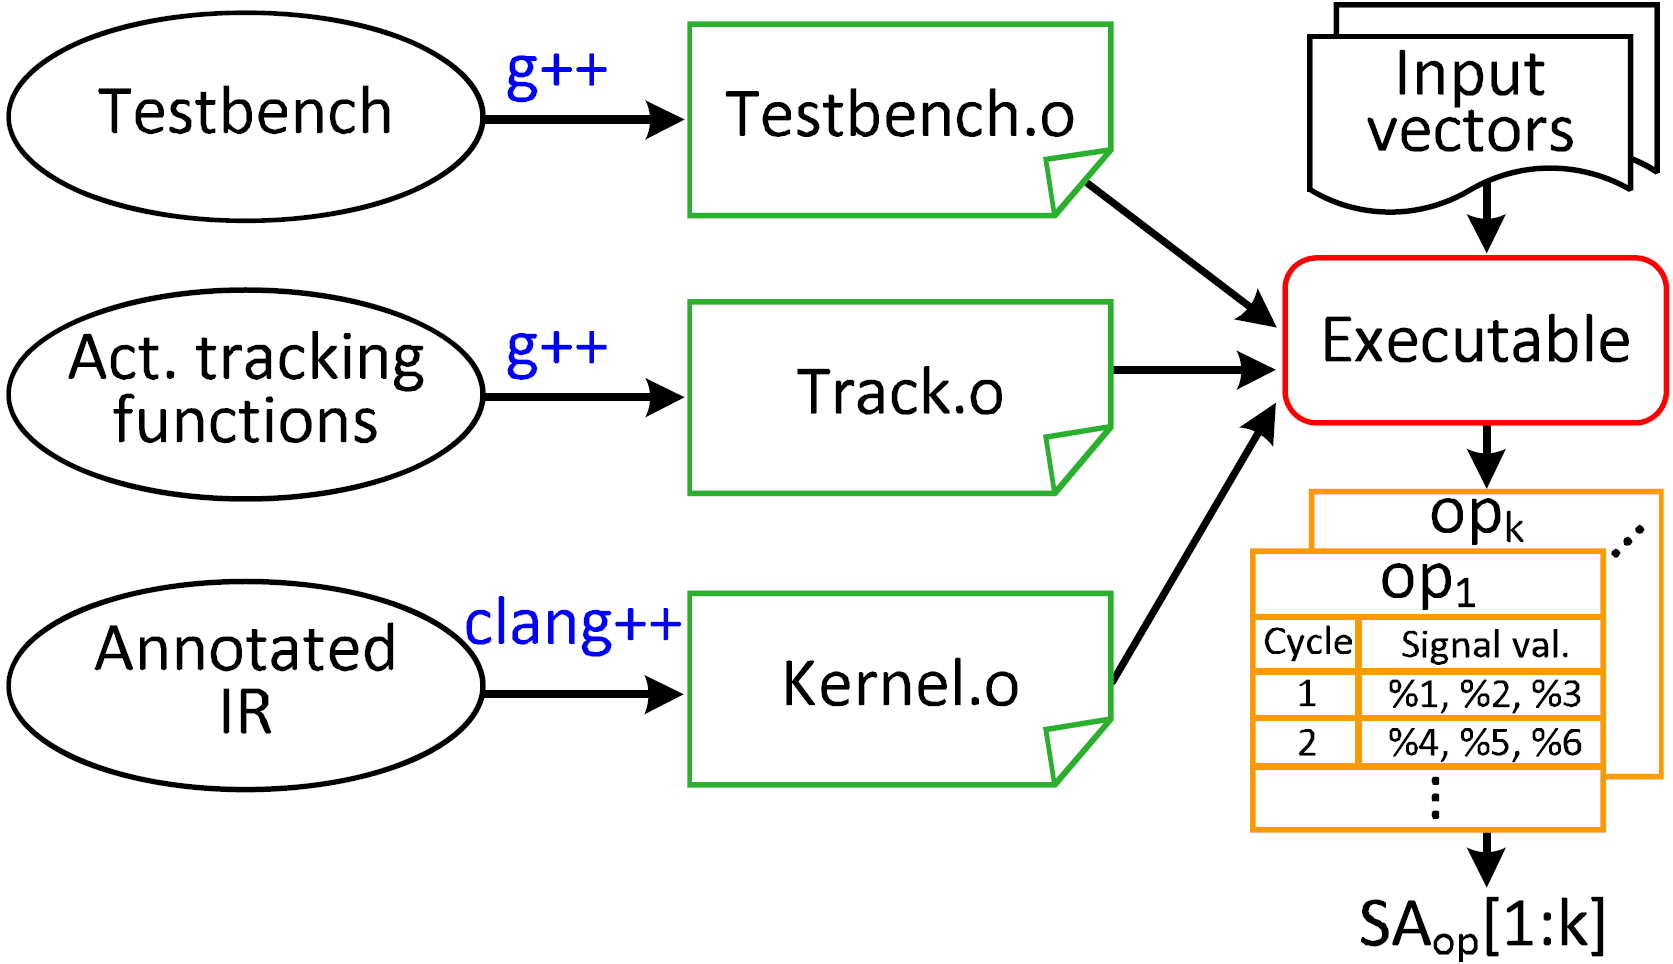 Testbench
g++
Testbench.o
Input
vectors
Act. tracking
functions
g++
Track.o
Executable
Annotated
IR
clang++
Kernel.o
opk
op1
Cycle Signal val.
1 %1, %2, %3
2 %4, %5, %6
SAop[1:k]